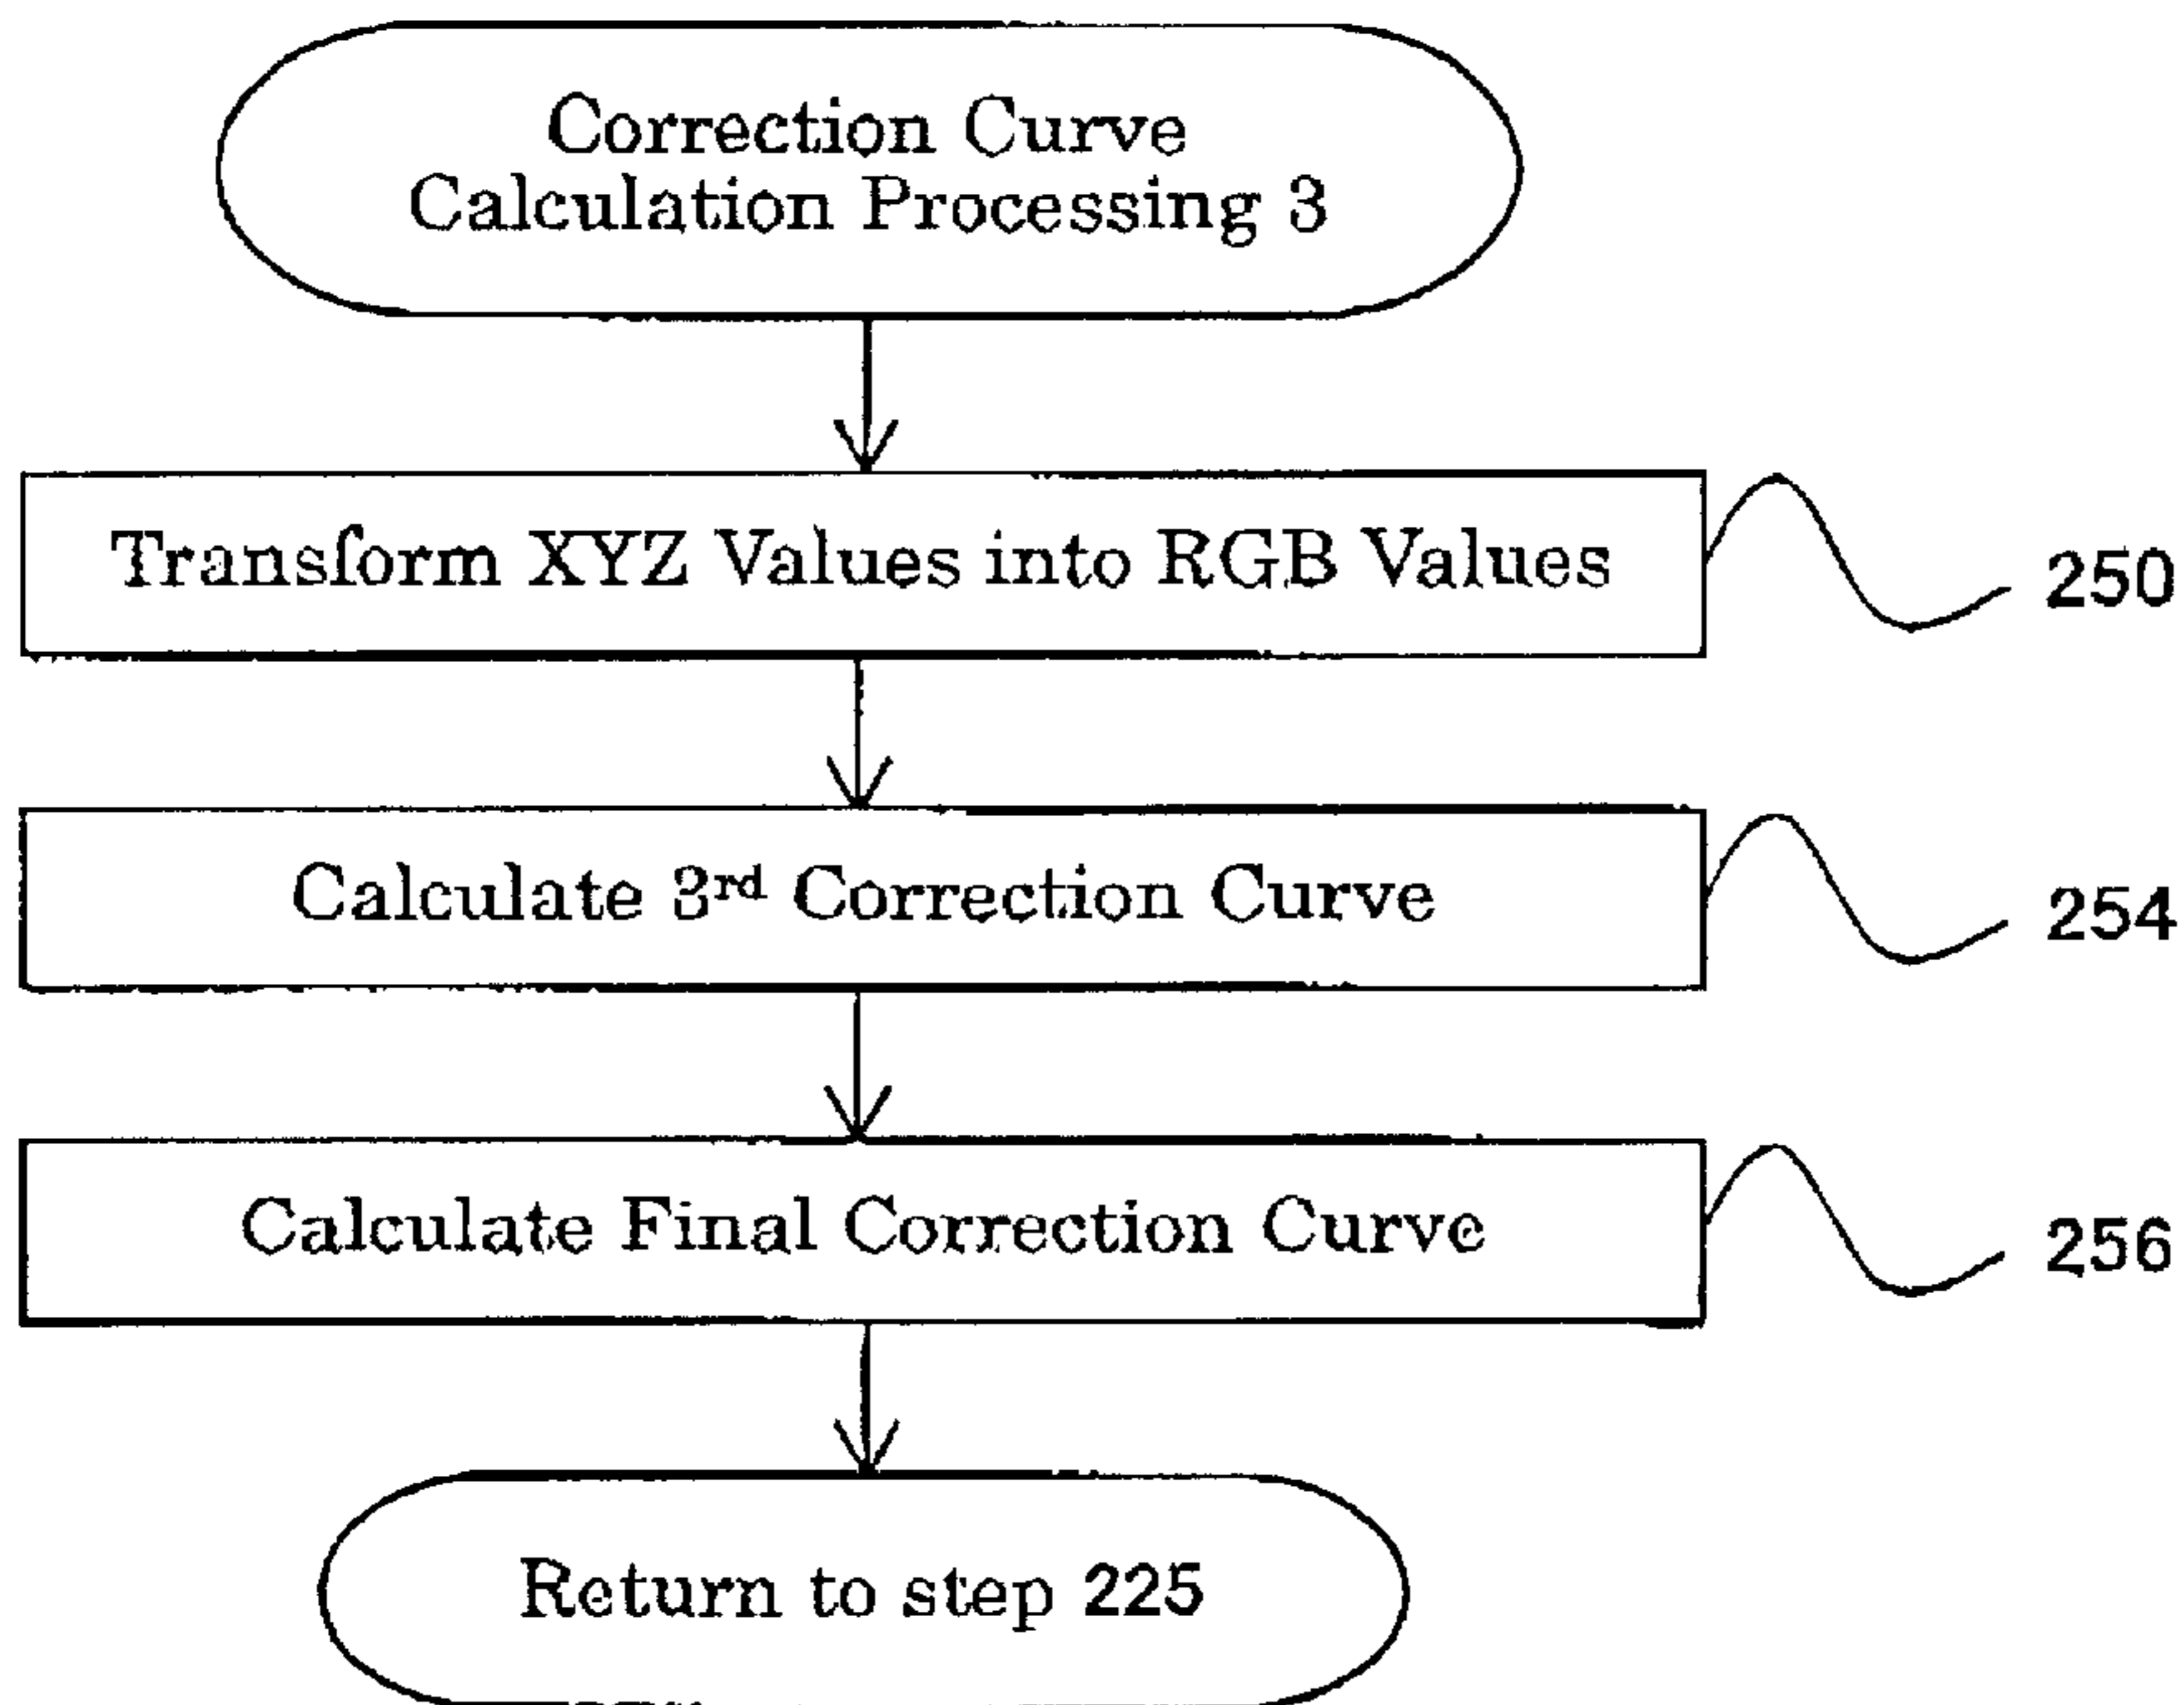 Correction Curve
Calculation Processing 3
Transform XYZ Values into RGB Values
250
Calculate 3rd Correction Curve
254
Calculate Final Correction Curve
256
Return to step 225